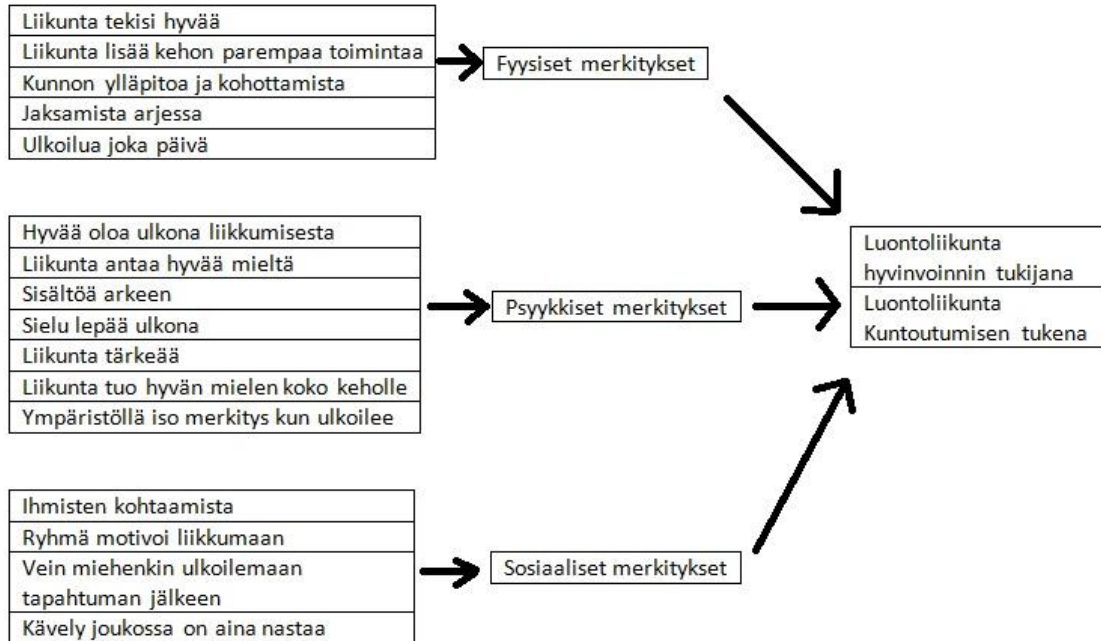 Liikunta tekisi hyvää
Liikunta lisää kehon parempaa toimintaa
Kunnon ylläpitoa ja kohottamista
Jaksamista arjessa
Ulkoilua joka päivä
Fyysiset merkitykset
Hyvää oloa ulkona liikkumisesta
Liikunta antaa hyvää mieltä
Sisältöä arkeen
Sielu lepää ulkona
Liikunta tärkeää
Liikunta tuo hyvän mielen koko keholle
Ympäristöllä iso merkitys kun ulkoilee
Psyykkiset merkitykset
Ihmisten kohtaamista
Ryhmä motivoi liikkumaan
Vein miehenkin ulkoilemaan
tapahtuman jälkeen
Kävely joukossa on aina nastaa
Sosiaaliset merkitykset
Luontoliikunta
hyvinvoinnin tukijana
Luontoliikunta
Kuntoutumisen tukena